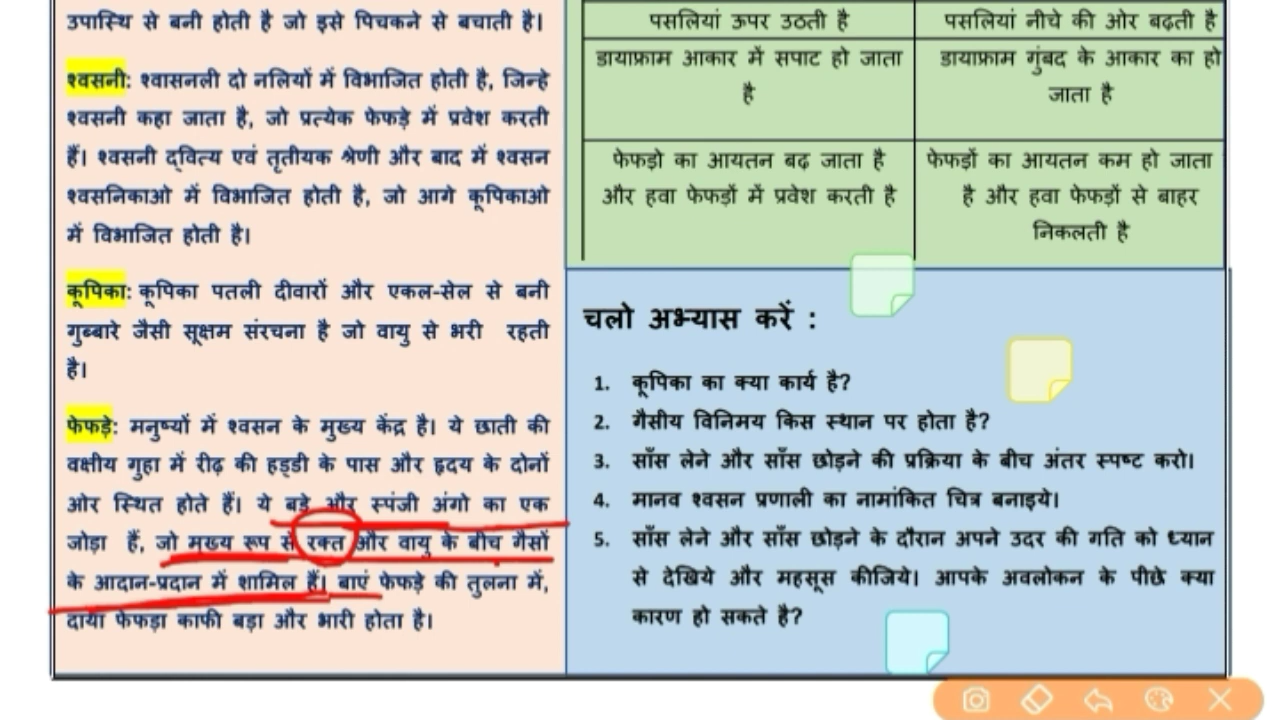 उपास्थि से बनी होती है जो इसे पिचकने से बचाती है।
श्वसनी: श्वासनली दो नलियों में विभाजित होती है, जिन्हे
श्वसनी कहा जाता है, जो प्रत्येक फेफड़े में प्रवेश करती
हैं। श्वसनी द्वित्य एवं तृतीयक श्रेणी और बाद में श्वसन
श्वसनिकाओ में विभाजित होती है, जो आगे कूपिकाओ
में विभाजित होती है।
कूपिका: कूपिका पतली दीवारों और एकल-सेल से बनी
गुब्बारे जैसी सूक्षम संरचना है जो वायु से भरी रहती
है।
फेफड़े: मनुष्यों में श्वसन के मुख्य केंद्र है। ये छाती की
वक्षीय गुहा में रीढ़ की हड्डी के पास और हृदय के दोनों
ओर स्थित होते हैं। ये बड़े और स्पंजी अंगो का एक
जोड़ा हैं, जो मुख्य रूप से रक्त और वायु के बीच गैसों
के आदान-प्रदान में शामिल हैं। बाएं फेफड़े की तुलना में,
दाया फेफड़ा काफी बड़ा और भारी होता है।
पसलियां ऊपर उठती है
पसलियां नीचे की ओर बढ़ती है
डायाफ्राम आकार में सपाट हो जाता
है
डायाफ्राम गुंबद के आकार का हो
जाता है
फेफड़ो का आयतन बढ़ जाता है
और हवा फेफड़ों में प्रवेश करती है
फेफड़ों का आयतन कम हो जाता
है और हवा फेफड़ों से बाहर
निकलती है
चलो अभ्यास करें :
1. कूपिका का क्या कार्य है?
2. गैसीय विनिमय किस स्थान पर होता है?
3. साँस लेने और साँस छोड़ने की प्रक्रिया के बीच अंतर स्पष्ट करो।
4. मानव श्वसन प्रणाली का नामांकित चित्र बनाइये।
5. साँस लेने और साँस छोड़ने के दौरान अपने उदर की गति को ध्यान
से देखिये और महसूस कीजिये। आपके अवलोकन के पीछे क्या
कारण हो सकते है?